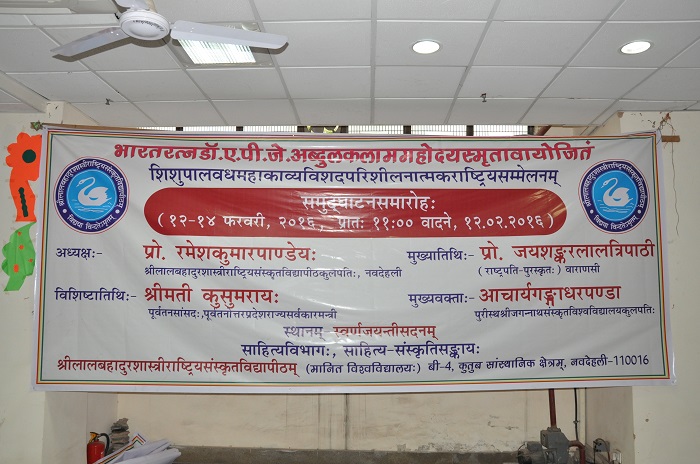 भारतरत्नडॉ.ए.पी.जे.अब्दुलकलाममहोदयस्मृतावायोजितं
शिशुपालवधमहाकाव्यविशदपरिशीलनात्मकराष्ट्रियसम्मेलनम्
समुद्घाटनसमारोहः
(१२-१४ फरवरी, २०१६, प्रातः ११:०० वादने, १२.०२.२०१६)
अध्यक्षः- प्रो. रमेशकुमारपाण्डेयः
श्रीलालबहादुरशास्त्रीराष्ट्रियसंस्कृतविद्यापीठकुलपतिः, नवदेहली
मुख्यातिथिः- प्रो. जयशङ्करलालत्रिपाठी
(राष्ट्रपति-पुरस्कृतः) वाराणसी
विशिष्टातिथिः- श्रीमती कुसुमरायः
पूर्वतनसांसदः,पूर्वतनोत्तरप्रदेशराज्यसर्वकारमन्त्री
मुख्यवक्ताः- आचार्यगङ्गाधरपण्डा
पुरीस्थश्रीजगन्नाथसंस्कृतविश्वविद्यालयकुलपतिः
स्थानम् स्वर्णजयन्तीसदनम्
साहित्यविभागः, साहित्य-संस्कृतिसङ्कायः
श्रीलालबहादुरशास्त्रीराष्ट्रियसंस्कृतविद्यापीठम् (मानित विश्वविद्यालयः) बी-4, कुतुब सांस्थानिक क्षेत्रम्, नवदेहली-110016